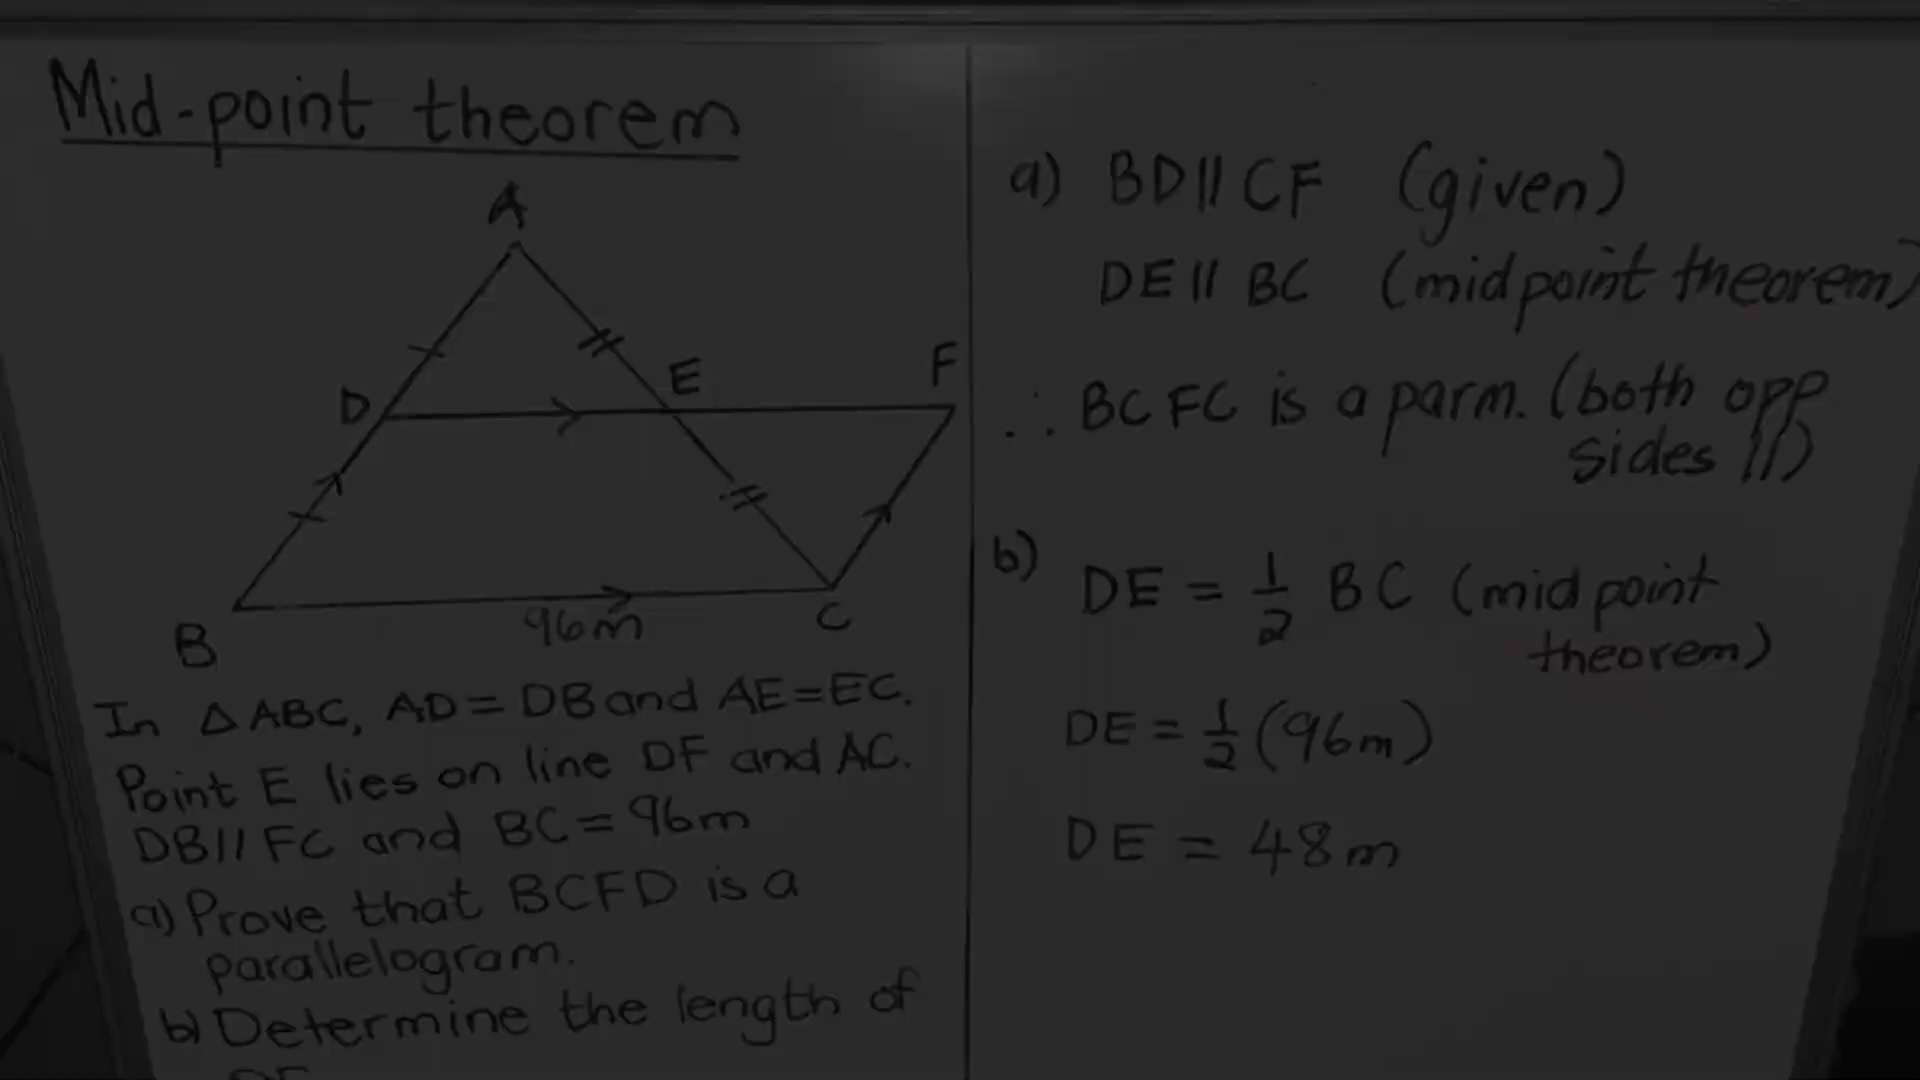 Mid-point theorem
A
D
E
F
B
96m
C
In △ABC, AD = DB and AE = EC.
Point E lies on line DF and AC.
DB // FC and BC = 96m
a) Prove that BCFD is a
parallelogram.
b) Determine the length of
a) BD // CF (given)
DE // BC (midpoint theorem)
∴ BCFC is a parm. (both opp
sides //)
b) DE = 1/2 BC (midpoint
theorem)
DE = 1/2 (96m)
DE = 48m